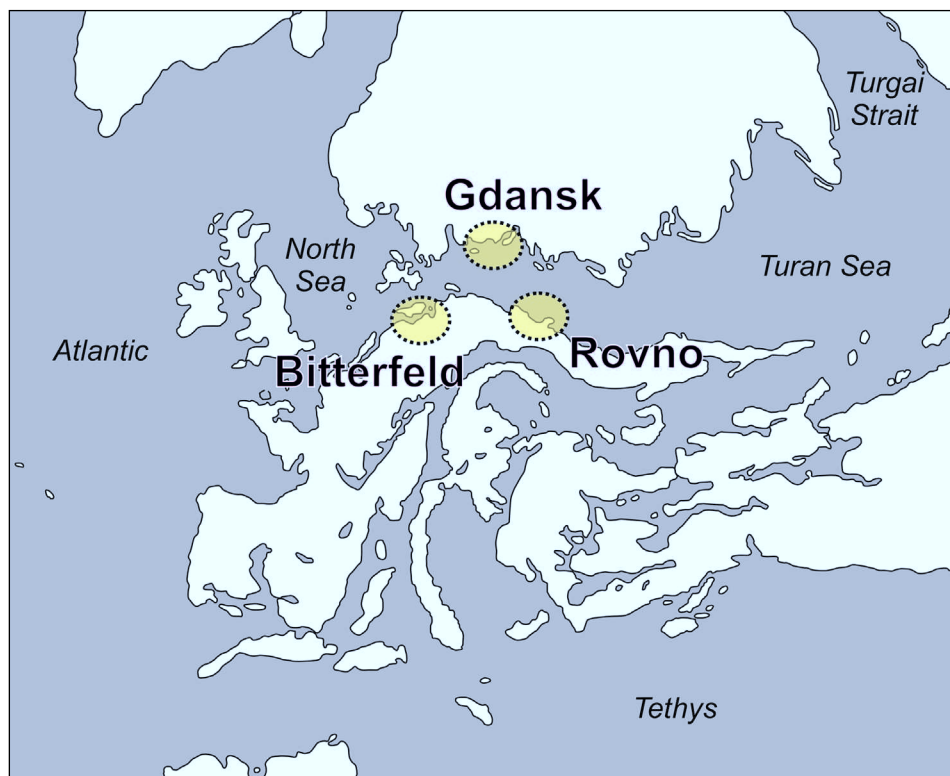 Turgai
Strait
Gdansk
North
Sea
Turan Sea
Atlantic
Rovno
Bitterfeld
Tethys